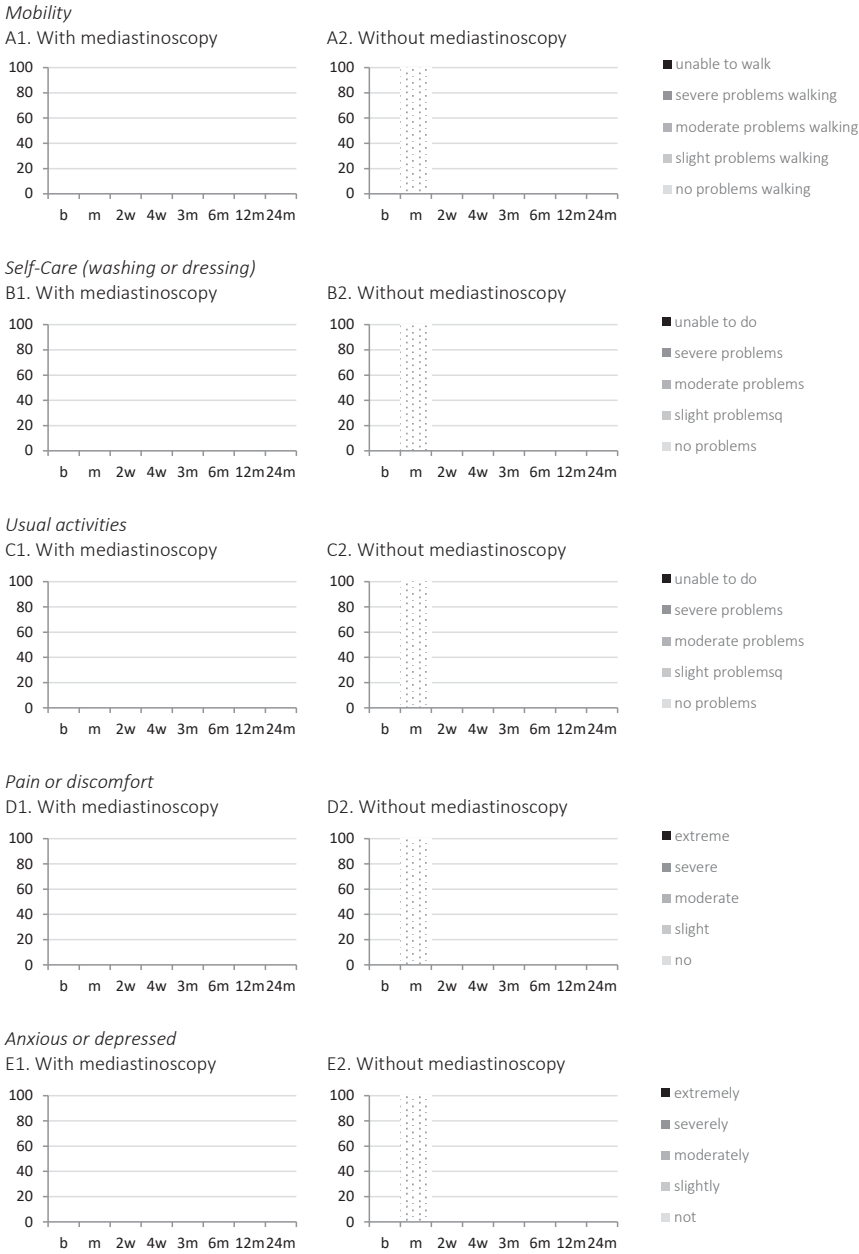 Mobility
A1. With mediastinoscopy
A2. Without mediastinoscopy
100
80
60
40
20
0
b m 2w 4w 3m 6m 12m 24m
100
80
60
40
20
0
b m 2w 4w 3m 6m 12m 24m
unable to walk
severe problems walking
moderate problems walking
slight problems walking
no problems walking
Self-Care (washing or dressing)
B1. With mediastinoscopy
B2. Without mediastinoscopy
100
80
60
40
20
0
b m 2w 4w 3m 6m 12m 24m
100
80
60
40
20
0
b m 2w 4w 3m 6m 12m 24m
unable to do
severe problems
moderate problems
slight problemsq
no problems
Usual activities
C1. With mediastinoscopy
C2. Without mediastinoscopy
100
80
60
40
20
0
b m 2w 4w 3m 6m 12m 24m
100
80
60
40
20
0
b m 2w 4w 3m 6m 12m 24m
unable to do
severe problems
moderate problems
slight problemsq
no problems
Pain or discomfort
D1. With mediastinoscopy
D2. Without mediastinoscopy
100
80
60
40
20
0
b m 2w 4w 3m 6m 12m 24m
100
80
60
40
20
0
b m 2w 4w 3m 6m 12m 24m
extreme
severe
moderate
slight
no
Anxious or depressed
E1. With mediastinoscopy
E2. Without mediastinoscopy
100
80
60
40
20
0
b m 2w 4w 3m 6m 12m 24m
100
80
60
40
20
0
b m 2w 4w 3m 6m 12m 24m
extremely
severely
moderately
slightly
not